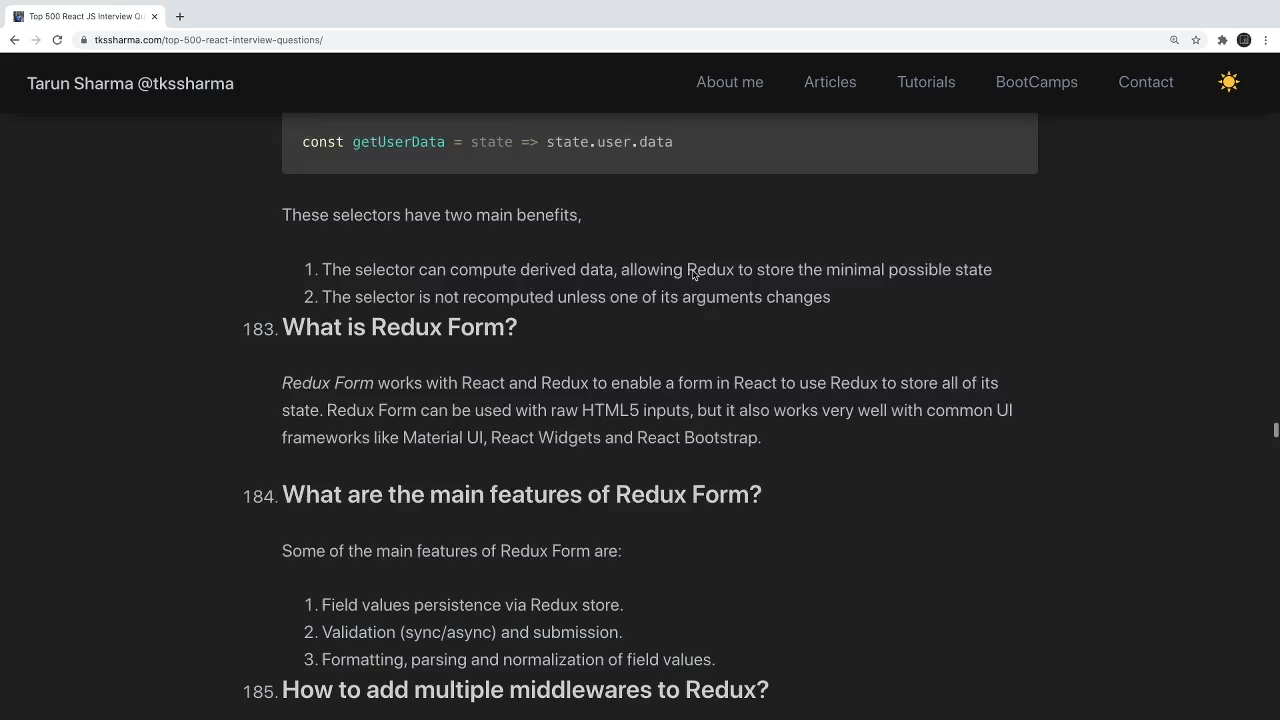 Top 500 React JS Interview Qu
tkssharma.com/top-500-react-interview-questions/
Tarun Sharma @tkssharma
About me
Articles
Tutorials
BootCamps
Contact
const getUserData = state => state.user.data
These selectors have two main benefits,
1. The selector can compute derived data, allowing Redux to store the minimal possible state
2. The selector is not recomputed unless one of its arguments changes
183. What is Redux Form?
Redux Form works with React and Redux to enable a form in React to use Redux to store all of its
state. Redux Form can be used with raw HTML5 inputs, but it also works very well with common UI
frameworks like Material UI, React Widgets and React Bootstrap.
184. What are the main features of Redux Form?
Some of the main features of Redux Form are:
1. Field values persistence via Redux store.
2. Validation (sync/async) and submission.
3. Formatting, parsing and normalization of field values.
185. How to add multiple middlewares to Redux?